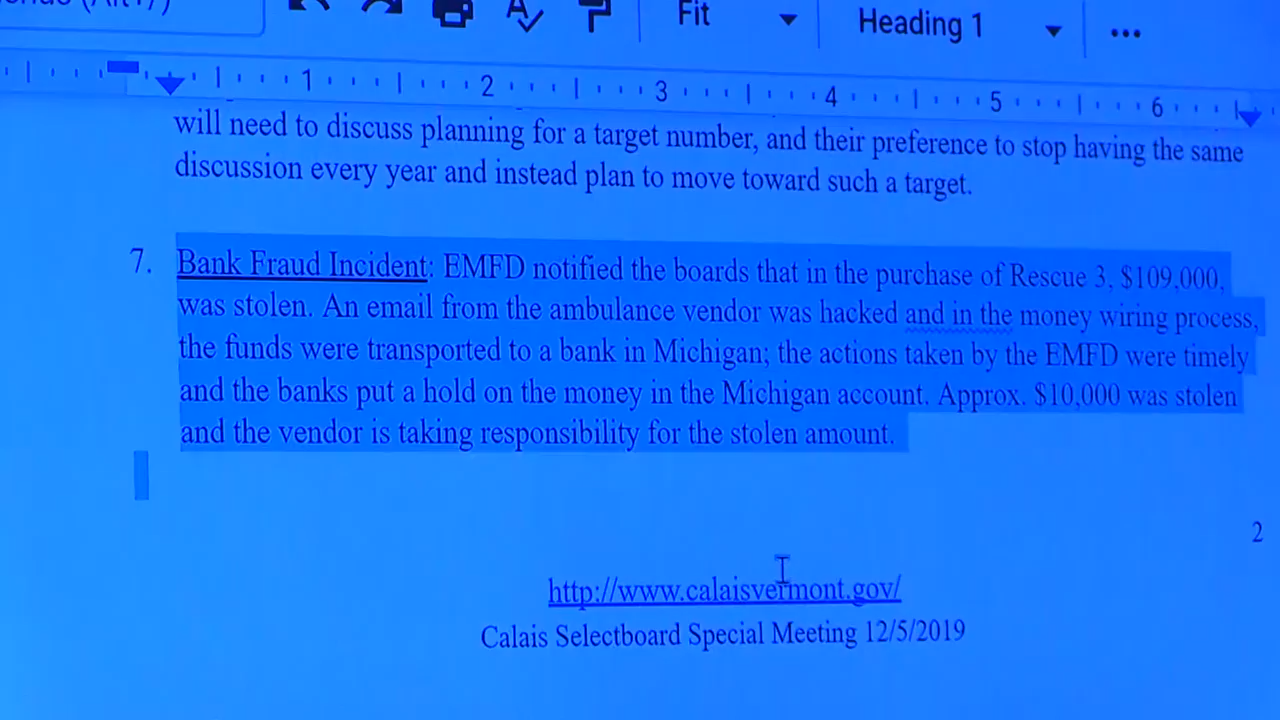 Fit
Heading 1
1 2 3 4 5 6
will need to discuss planning for a target number, and their preference to stop having the same
discussion every year and instead plan to move toward such a target.
7. Bank Fraud Incident: EMFD notified the boards that in the purchase of Rescue 3, $109,000,
was stolen. An email from the ambulance vendor was hacked and in the money wiring process,
the funds were transported to a bank in Michigan; the actions taken by the EMFD were timely
and the banks put a hold on the money in the Michigan account. Approx. $10,000 was stolen
and the vendor is taking responsibility for the stolen amount.
2
http://www.calaisvermont.gov/
Calais Selectboard Special Meeting 12/5/2019